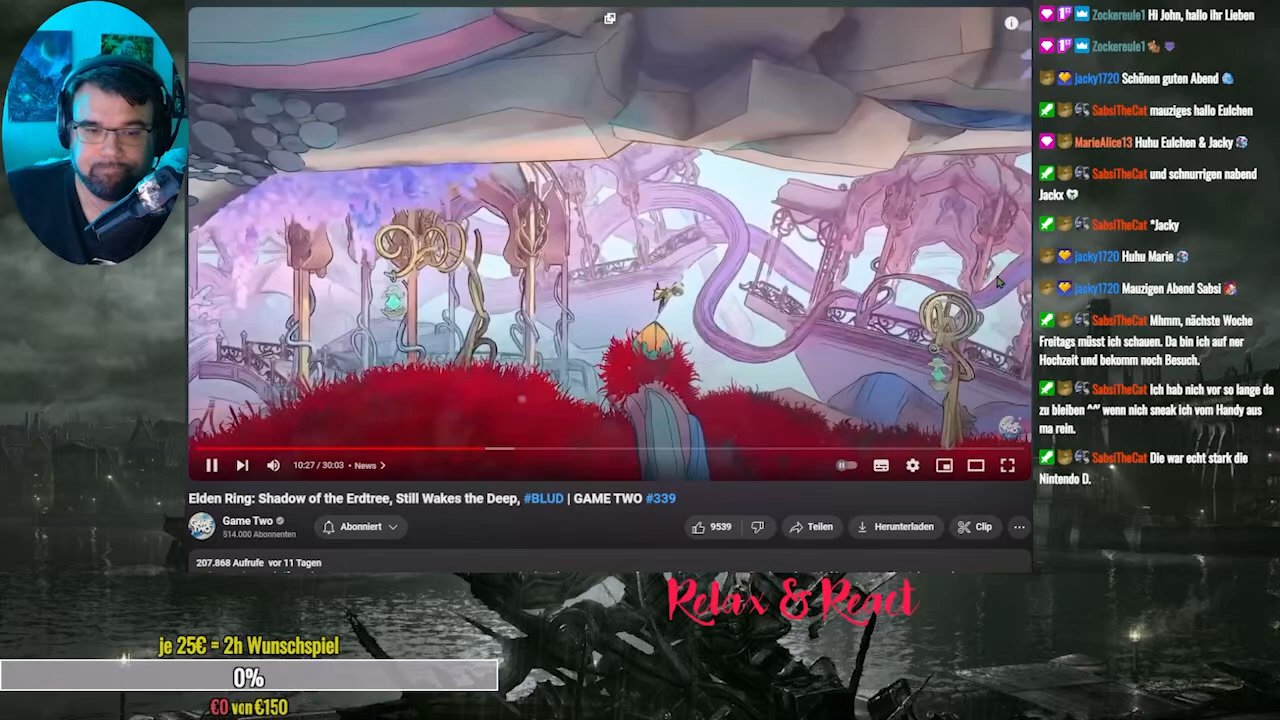 10:27 / 30:03 • News
Elden Ring: Shadow of the Erdtree, Still Wakes the Deep, #BLUD | GAME TWO #339
Game Two
514.000 Abonnenten
Abonniert
9539
Teilen
Herunterladen
Clip
207.868 Aufrufe vor 11 Tagen
Relax & React
je 25€ = 2h Wunschspiel
0%
€0 von €150
Zockereule1 Hi John, hallo ihr Lieben
Zockereule1
jacky1720 Schönen guten Abend
SabsiTheCat mauziges hallo Eulchen
MarieAlice13 Huhu Eulchen & Jacky
SabsiTheCat und schnurrigen nabend
Jackx
SabsiTheCat *Jacky
jacky1720 Huhu Marie
jacky1720 Mauzigen Abend Sabsi
SabsiTheCat Mhmm, nächste Woche
Freitags müsst ich schauen. Da bin ich auf ner
Hochzeit und bekomm noch Besuch.
SabsiTheCat Ich hab nich vor so lange da
zu bleiben ^^ wenn nich sneak ich vom Handy aus
ma rein.
SabsiTheCat Die war echt stark die
Nintendo D.